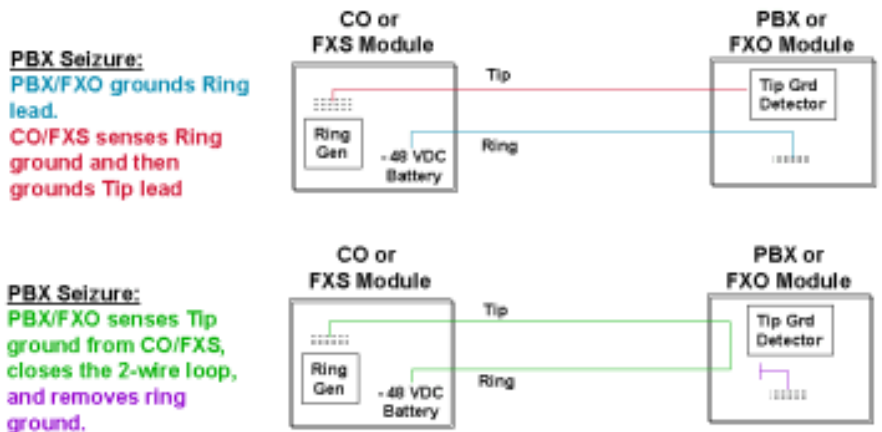 CO or
FXS Module
PBX or
FXO Module
PBX Seizure:
PBX/FXO grounds Ring
lead.
CO/FXS senses Ring
ground and then
grounds Tip lead
Tip
Ring
Ring
Gen
- 48 VDC
Battery
Tip Grd
Detector
CO or
FXS Module
PBX or
FXO Module
PBX Seizure:
PBX/FXO senses Tip
ground from CO/FXS,
closes the 2-wire loop,
and removes ring
ground.
Tip
Ring
Ring
Gen
- 48 VDC
Battery
Tip Grd
Detector